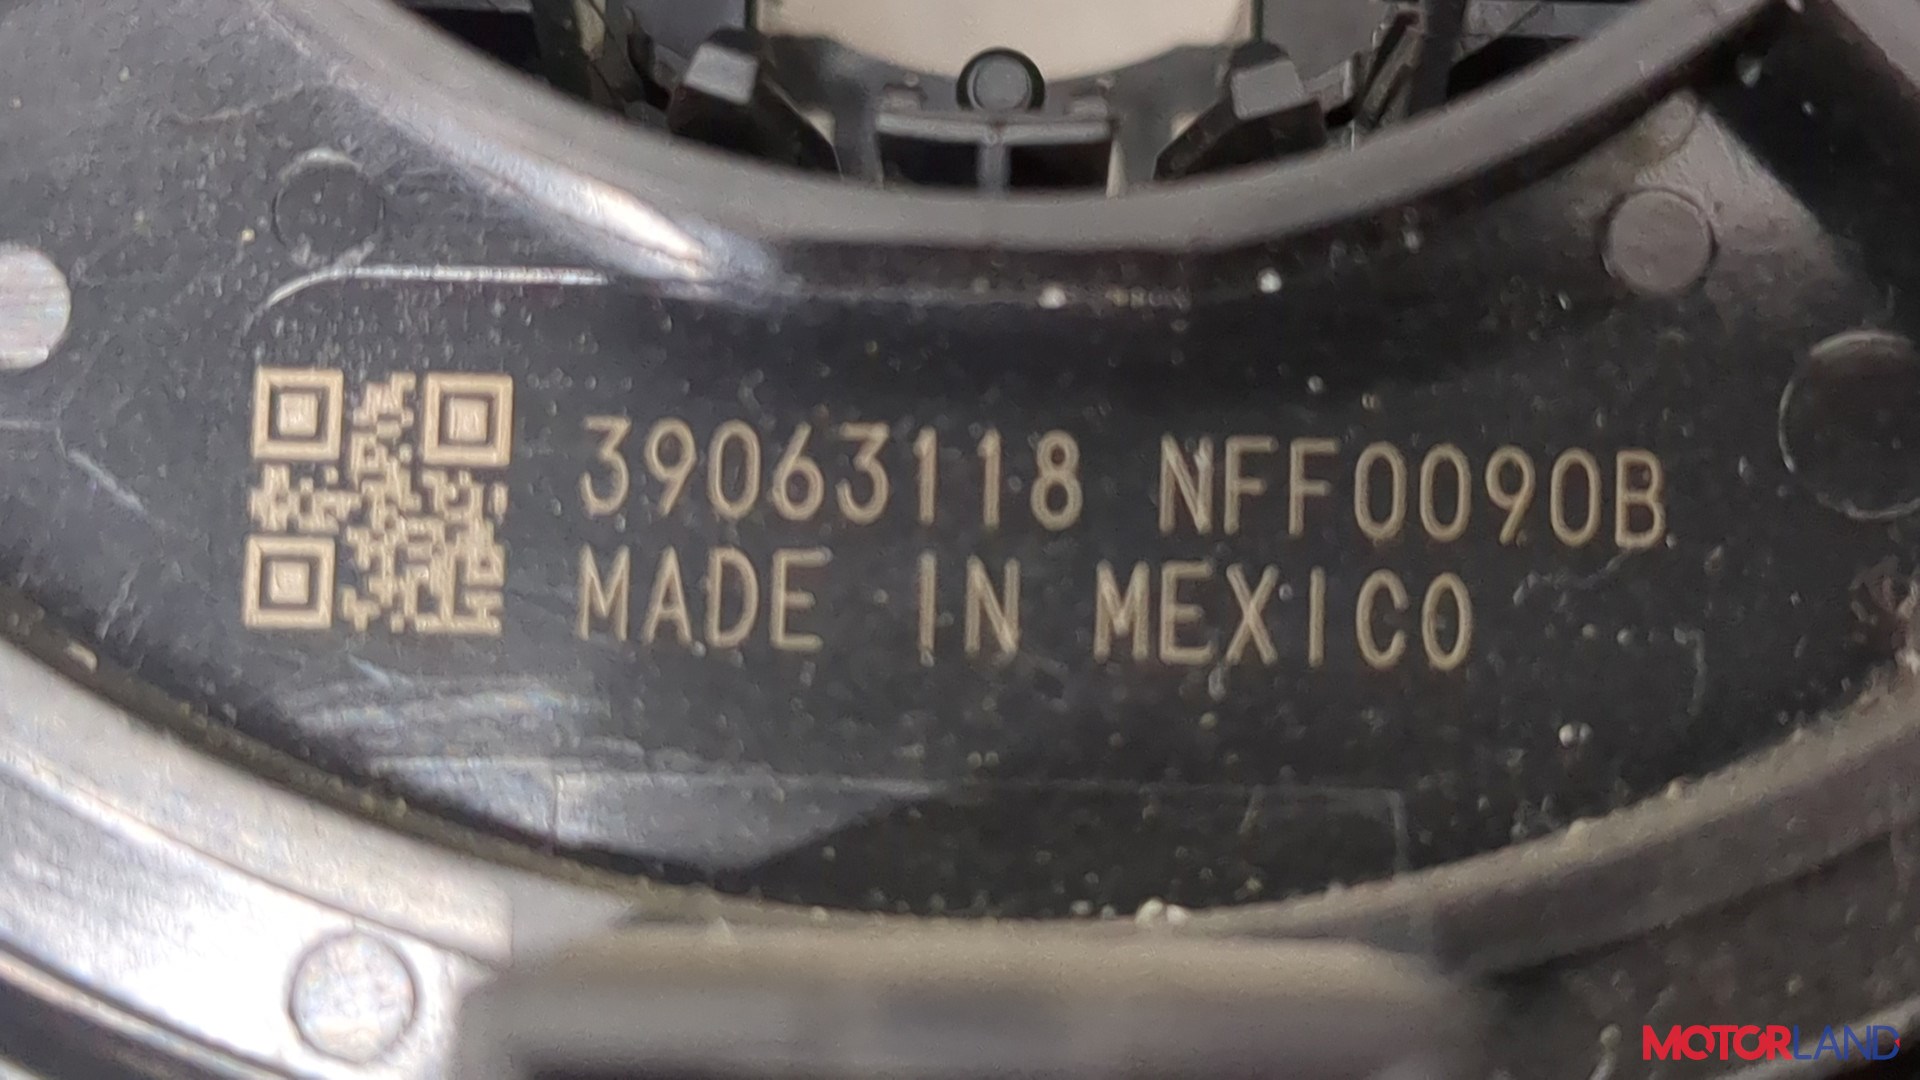 39063118 NFF0090B
MADE IN MEXICO
MOTORLAND